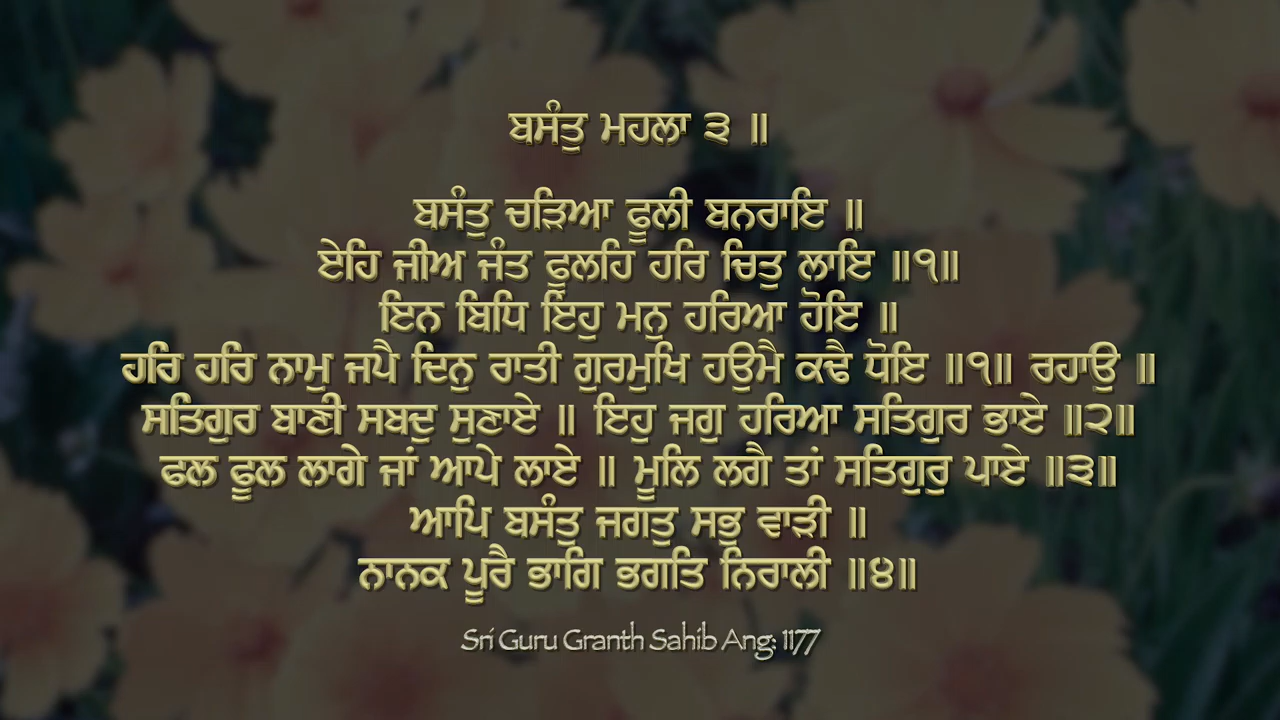 ਬਸੰਤੁ ਮਹਲਾ ੩ ॥
ਬਸੰਤੁ ਚੜਿਆ ਫੂਲੀ ਬਨਰਾਇ ॥
ਏਹਿ ਜੀਅ ਜੰਤ ਫੂਲਹਿ ਹਰਿ ਚਿਤੁ ਲਾਇ ॥੧॥
ਇਨ ਬਿਧਿ ਇਹੁ ਮਨੁ ਹਰਿਆ ਹੋਇ ॥
ਹਰਿ ਹਰਿ ਨਾਮੁ ਜਪੈ ਦਿਨੁ ਰਾਤੀ ਗੁਰਮੁਖਿ ਹਉਮੈ ਕਢੈ ਧੋਇ ॥੧॥ ਰਹਾਉ ॥
ਸਤਿਗੁਰ ਬਾਣੀ ਸਬਦੁ ਸੁਣਾਏ ॥ ਇਹੁ ਜਗੁ ਹਰਿਆ ਸਤਿਗੁਰ ਭਾਏ ॥੨॥
ਫਲ ਫੂਲ ਲਾਗੇ ਜਾਂ ਆਪੇ ਲਾਏ ॥ ਮੂਲਿ ਲਗੈ ਤਾਂ ਸਤਿਗੁਰੁ ਪਾਏ ॥੩॥
ਆਪਿ ਬਸੰਤੁ ਜਗਤੁ ਸਭੁ ਵਾੜੀ ॥
ਨਾਨਕ ਪੂਰੈ ਭਾਗਿ ਭਗਤਿ ਨਿਰਾਲੀ ॥੪॥
Sri Guru Granth Sahib Ang: 1177